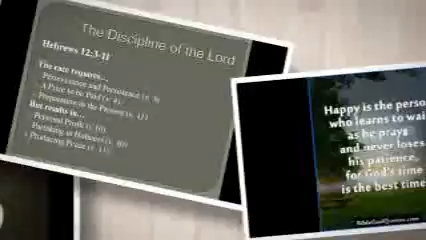 The Discipline of the Lord
Hebrews 12:3-11
The race requires...
Perseverance and Persistence (v. 3)
A Price to be Paid (v. 4)
Preparation in the Process (v. 11)
But results in...
Personal Profit (v. 10)
Partaking in Holiness (v. 10)
Producing Peace (v. 11)
Happy is the perso
who learns to wai
as he prays
and never loses
his patience,
for God's time
is the best time